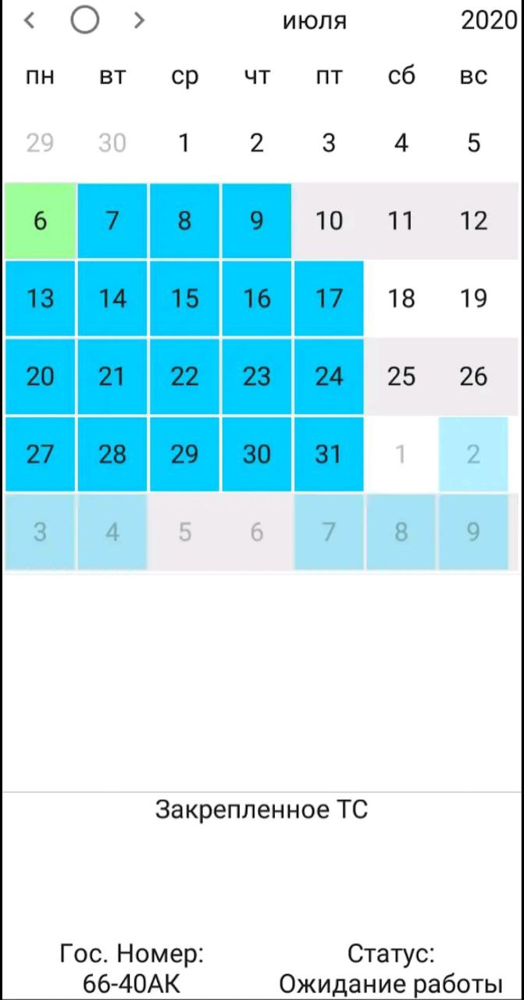 < > июля 2020
пн вт ср чт пт сб вс
29 30 1 2 3 4 5
6 7 8 9 10 11 12
13 14 15 16 17 18 19
20 21 22 23 24 25 26
27 28 29 30 31 1 2
3 4 5 6 7 8 9
Закрепленное ТС
Гос. Номер: Статус:
66-40АК Ожидание работы